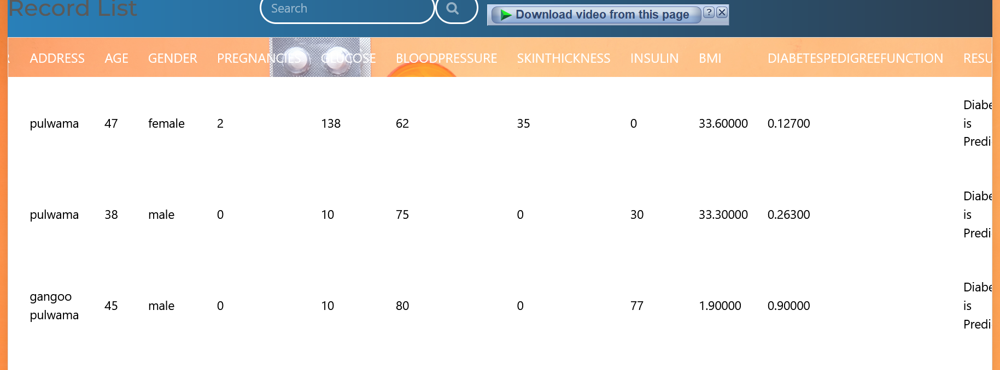 Record List
Search
Download video from this page
?
R ADDRESS AGE GENDER PREGNANCIES GLUCOSE BLOODPRESSURE SKINTHICKNESS INSULIN BMI DIABETESPEDIGREEFUNCTION RESU
Diabe
pulwama 47 female 2 138 62 35 0 33.60000 0.12700 is
Predi
Diabe
pulwama 38 male 0 10 75 0 30 33.30000 0.26300 is
Predi
Diabe
gangoo
45 male 0 10 80 0 77 1.90000 0.90000 is
pulwama
Predi